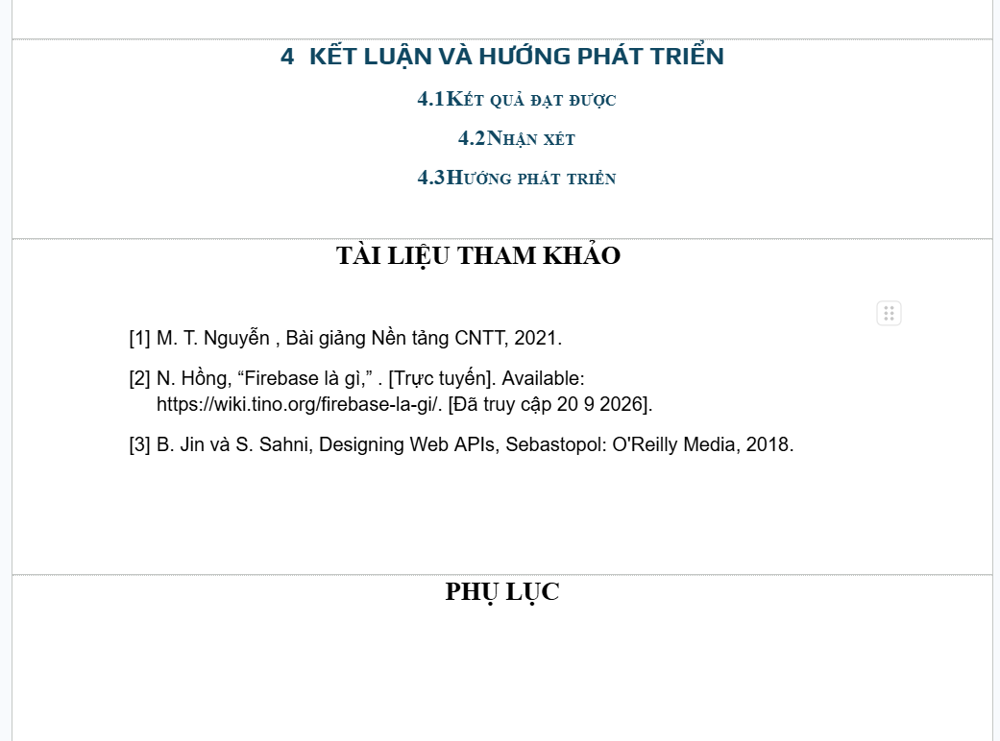 4 KẾT LUẬN VÀ HƯỚNG PHÁT TRIỂN
4.1Kết quả đạt được
4.2Nhận xét
4.3Hướng phát triển
TÀI LIỆU THAM KHẢO
[1] M. T. Nguyễn , Bài giảng Nền tảng CNTT, 2021.
[2] N. Hồng, “Firebase là gì,” . [Trực tuyến]. Available:
https://wiki.tino.org/firebase-la-gi/. [Đã truy cập 20 9 2026].
[3] B. Jin và S. Sahni, Designing Web APIs, Sebastopol: O'Reilly Media, 2018.
PHỤ LỤC